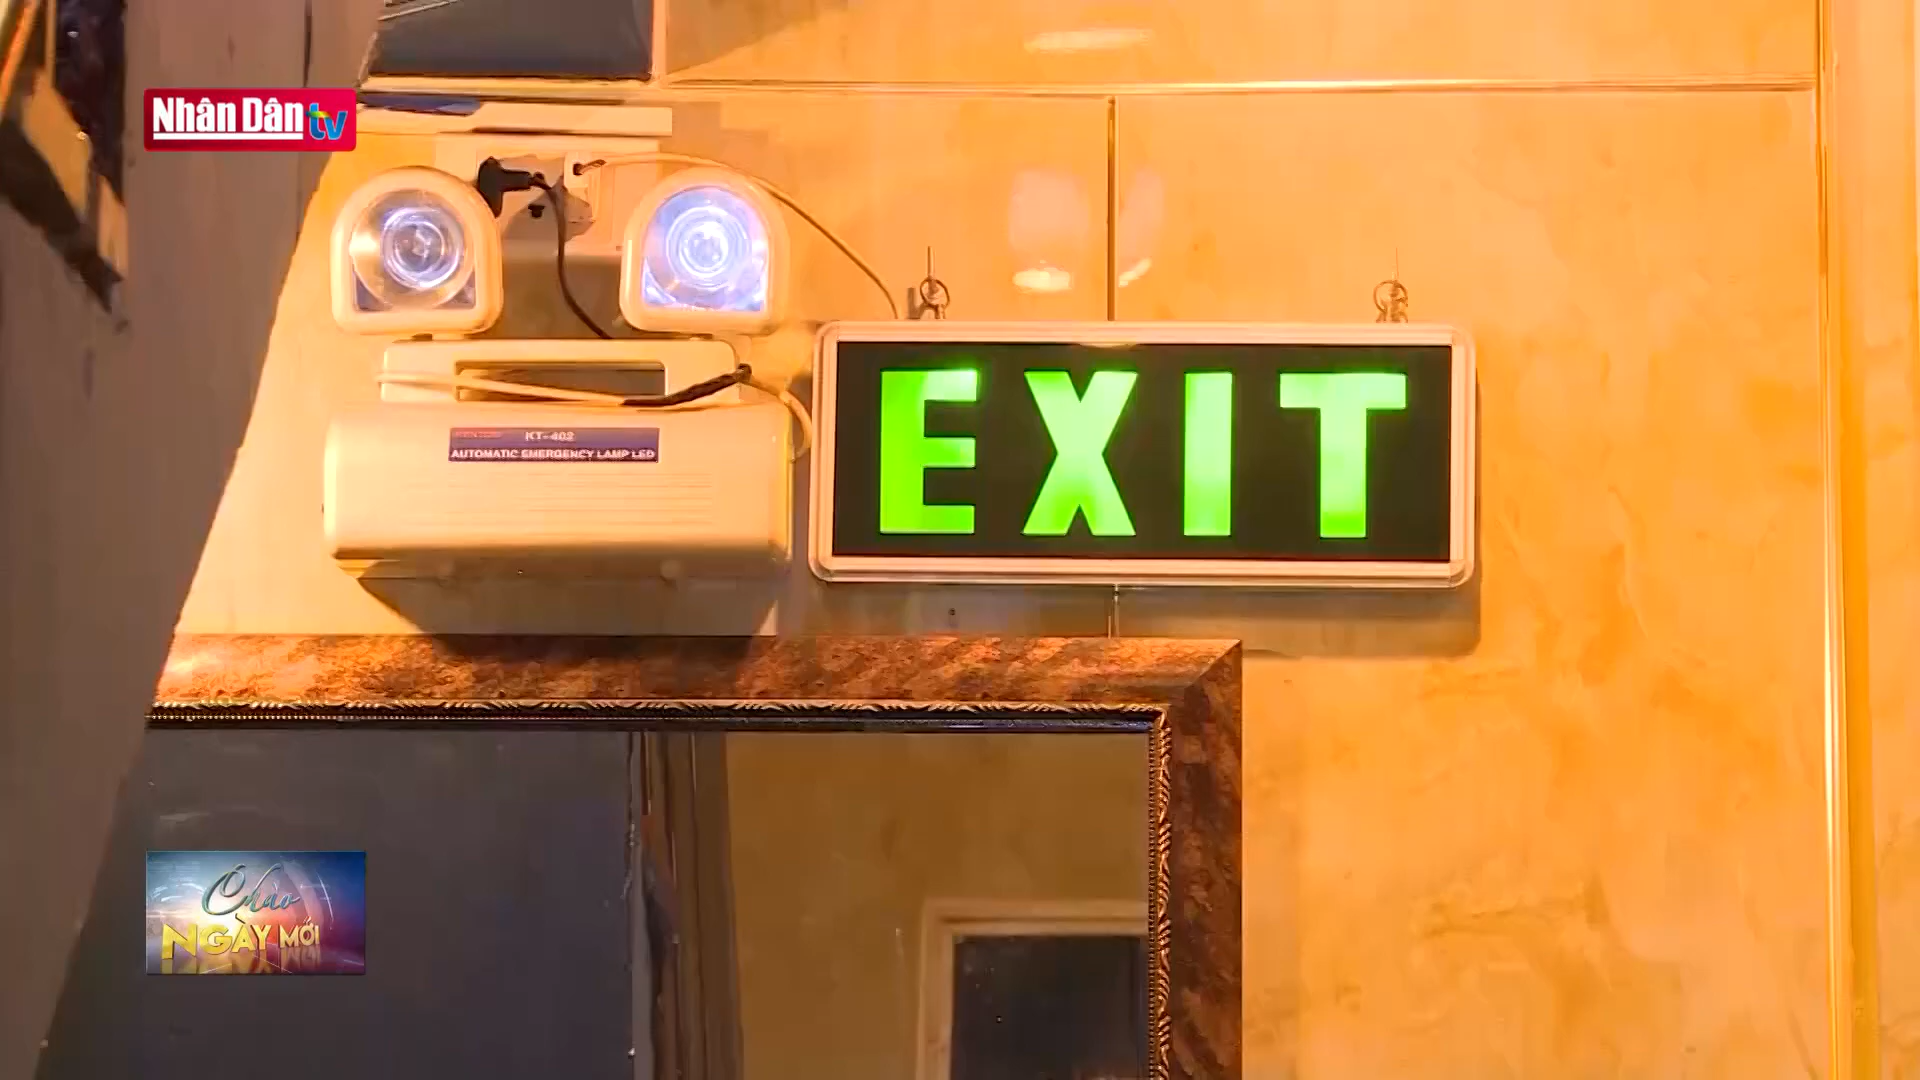 Nhân Dân tv
KT-402
AUTOMATIC EMERGENCY LAMP LED
EXIT
Chào
NGÀY MỚI